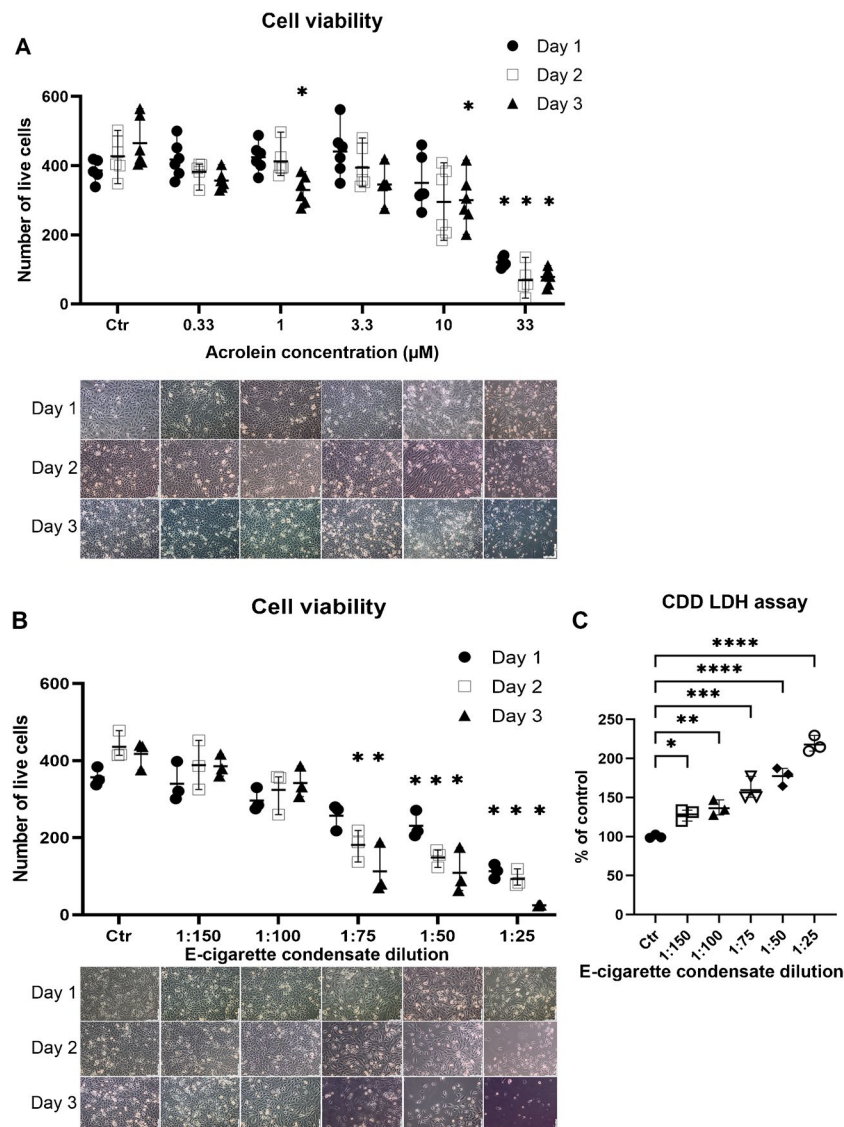 Cell viability
A
Day 1
Day 2
Day 3
Number of live cells
600
400
200
0
*
*
* * *
Ctr 0.33 1 3.3 10 33
Acrolein concentration (µM)
Day 1
Day 2
Day 3
B
Cell viability
Day 1
Day 2
Day 3
Number of live cells
600
400
200
0
* *
* * *
* * *
Ctr 1:150 1:100 1:75 1:50 1:25
E-cigarette condensate dilution
Day 1
Day 2
Day 3
C
CDD LDH assay
****
****
***
**
*
% of control
250
200
150
100
50
0
Ctr 1:150 1:100 1:75 1:50 1:25
E-cigarette condensate dilution